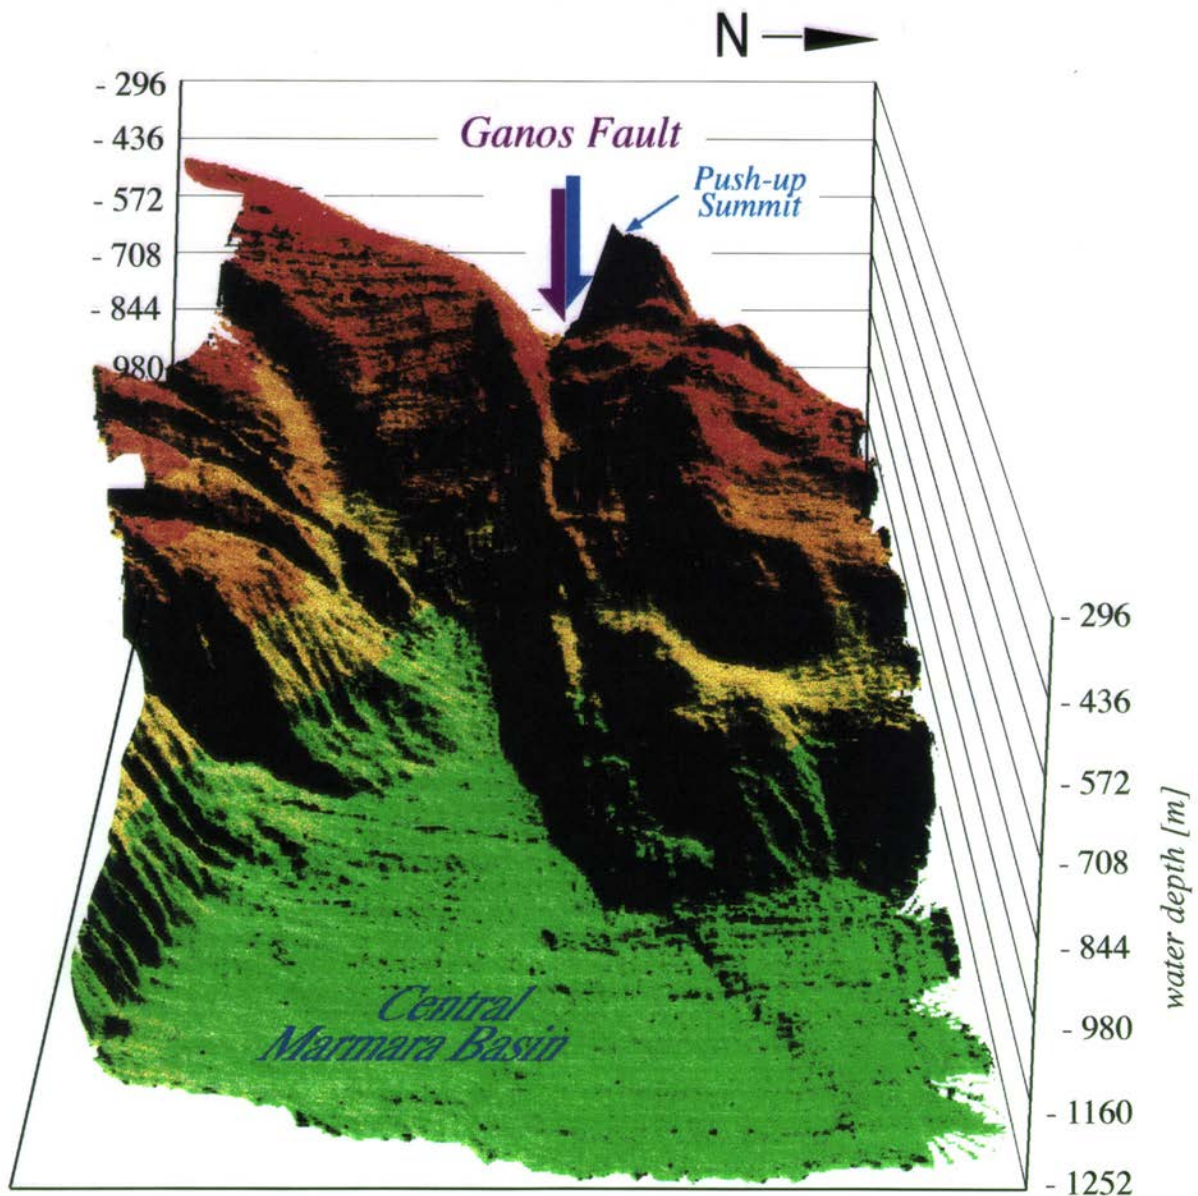 N
- 296
- 436
- 572
- 708
- 844
980
Ganos Fault
Push-up
Summit
- 296
- 436
- 572
- 708
- 844
- 980
- 1160
- 1252
water depth [m]
Central
Marmara Basin